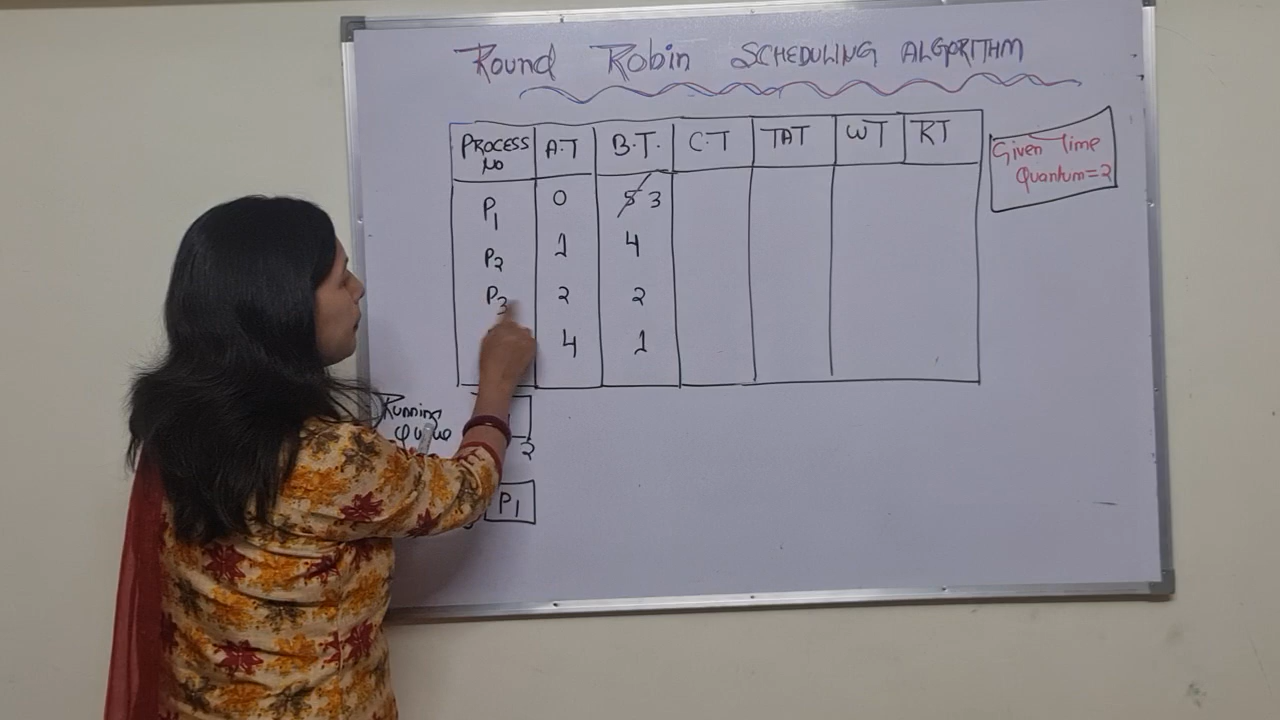 Round Robin SCHEDULING ALGORITHM
PROCESS NO A.T B.T. C.T TAT WT RT
P1 0 5 3
P2 1 4
P3 2 2
4 1
Given Time
Quantum=2
Running
2
P1